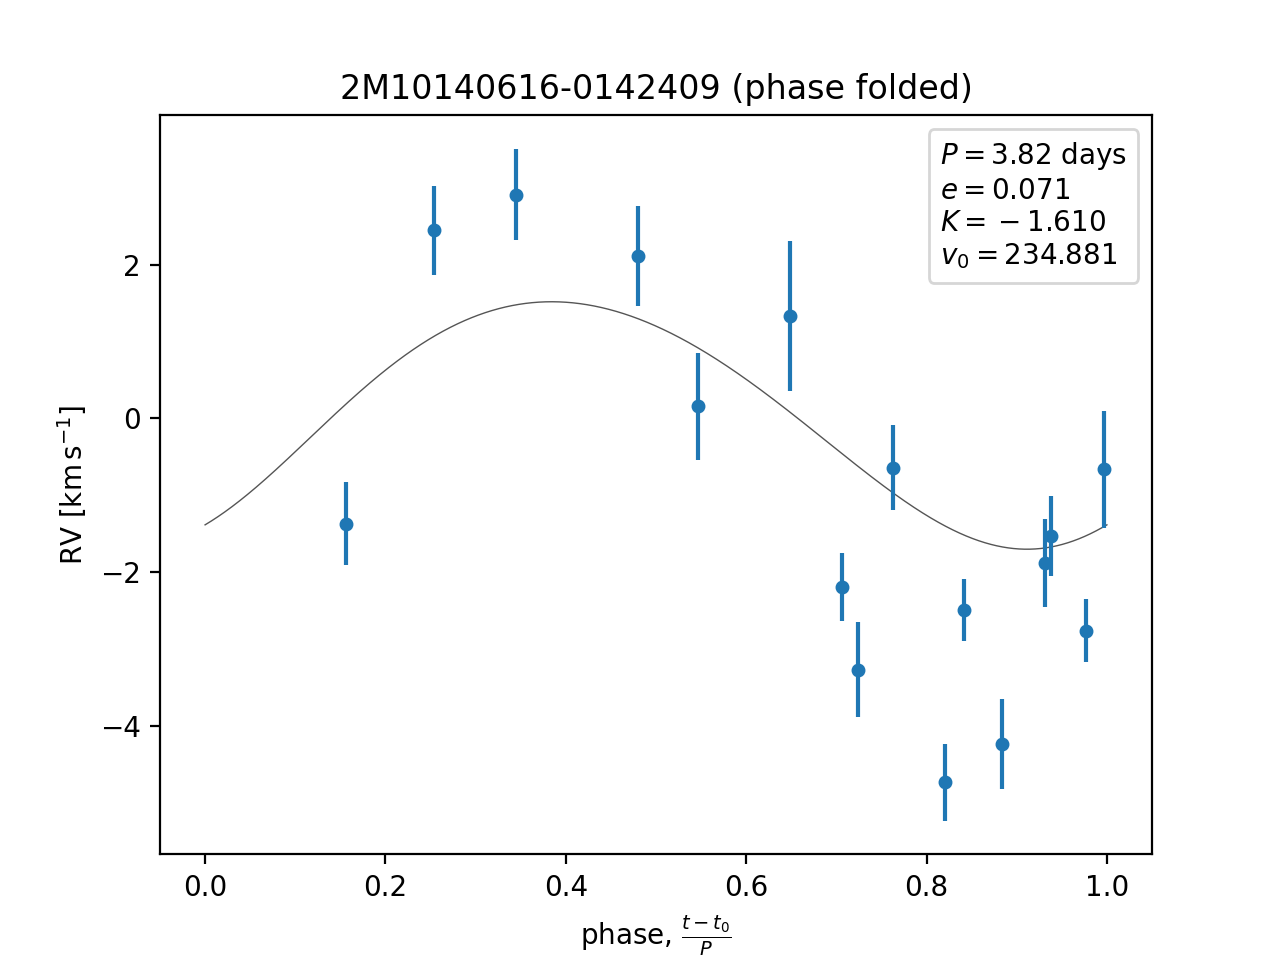 2M10140616-0142409 (phase folded)
P = 3.82 days
e = 0.071
K = −1.610
v₀ = 234.881
RV [km s⁻¹]
2
0
−2
−4
0.0 0.2 0.4 0.6 0.8 1.0
phase, (t − t₀)/P